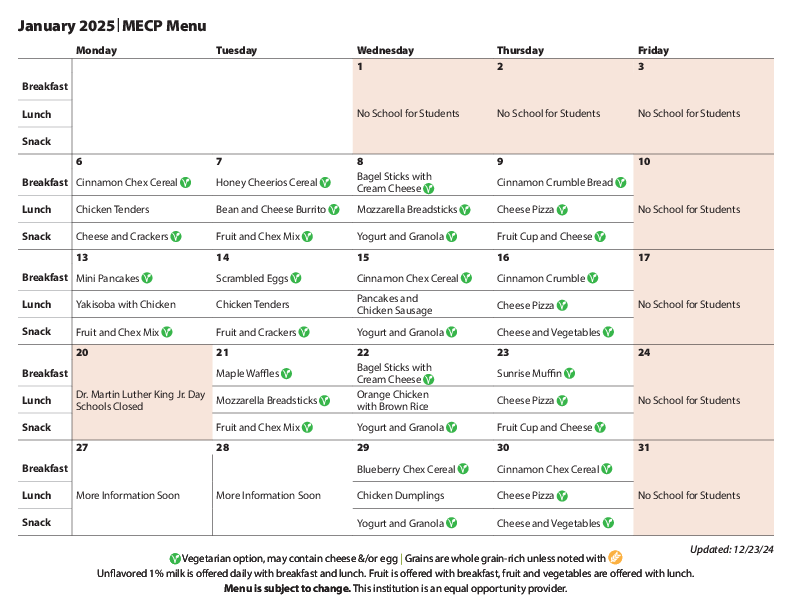 January 2025 | MECP Menu
Monday Tuesday Wednesday Thursday Friday
1 2 3
Breakfast
Lunch No School for Students No School for Students No School for Students
Snack
6 7 8 9 10
Breakfast Cinnamon Chex Cereal V Honey Cheerios Cereal V Bagel Sticks with Cinnamon Crumble Bread V
Cream Cheese V
Lunch Chicken Tenders Bean and Cheese Burrito V Mozzarella Breadsticks V Cheese Pizza V No School for Students
Snack Cheese and Crackers V Fruit and Chex Mix V Yogurt and Granola V Fruit Cup and Cheese V
13 14 15 16 17
Breakfast Mini Pancakes V Scrambled Eggs V Cinnamon Chex Cereal V Cinnamon Crumble V
Lunch Yakisoba with Chicken Chicken Tenders Pancakes and Cheese Pizza V No School for Students
Chicken Sausage
Snack Fruit and Chex Mix V Fruit and Crackers V Yogurt and Granola V Cheese and Vegetables V
20 21 22 23 24
Breakfast Maple Waffles V Bagel Sticks with Sunrise Muffin V
Cream Cheese V
Lunch Dr. Martin Luther King Jr. Day Mozzarella Breadsticks V Orange Chicken Cheese Pizza V No School for Students
Schools Closed with Brown Rice
Snack Fruit and Chex Mix V Yogurt and Granola V Fruit Cup and Cheese V
27 28 29 30 31
Breakfast Blueberry Chex Cereal V Cinnamon Chex Cereal V
Lunch More Information Soon More Information Soon Chicken Dumplings Cheese Pizza V No School for Students
Snack Yogurt and Granola V Cheese and Vegetables V
Updated: 12/23/24
V Vegetarian option, may contain cheese &/or egg | Grains are whole grain-rich unless noted with
Unflavored 1% milk is offered daily with breakfast and lunch. Fruit is offered with breakfast, fruit and vegetables are offered with lunch.
Menu is subject to change. This institution is an equal opportunity provider.